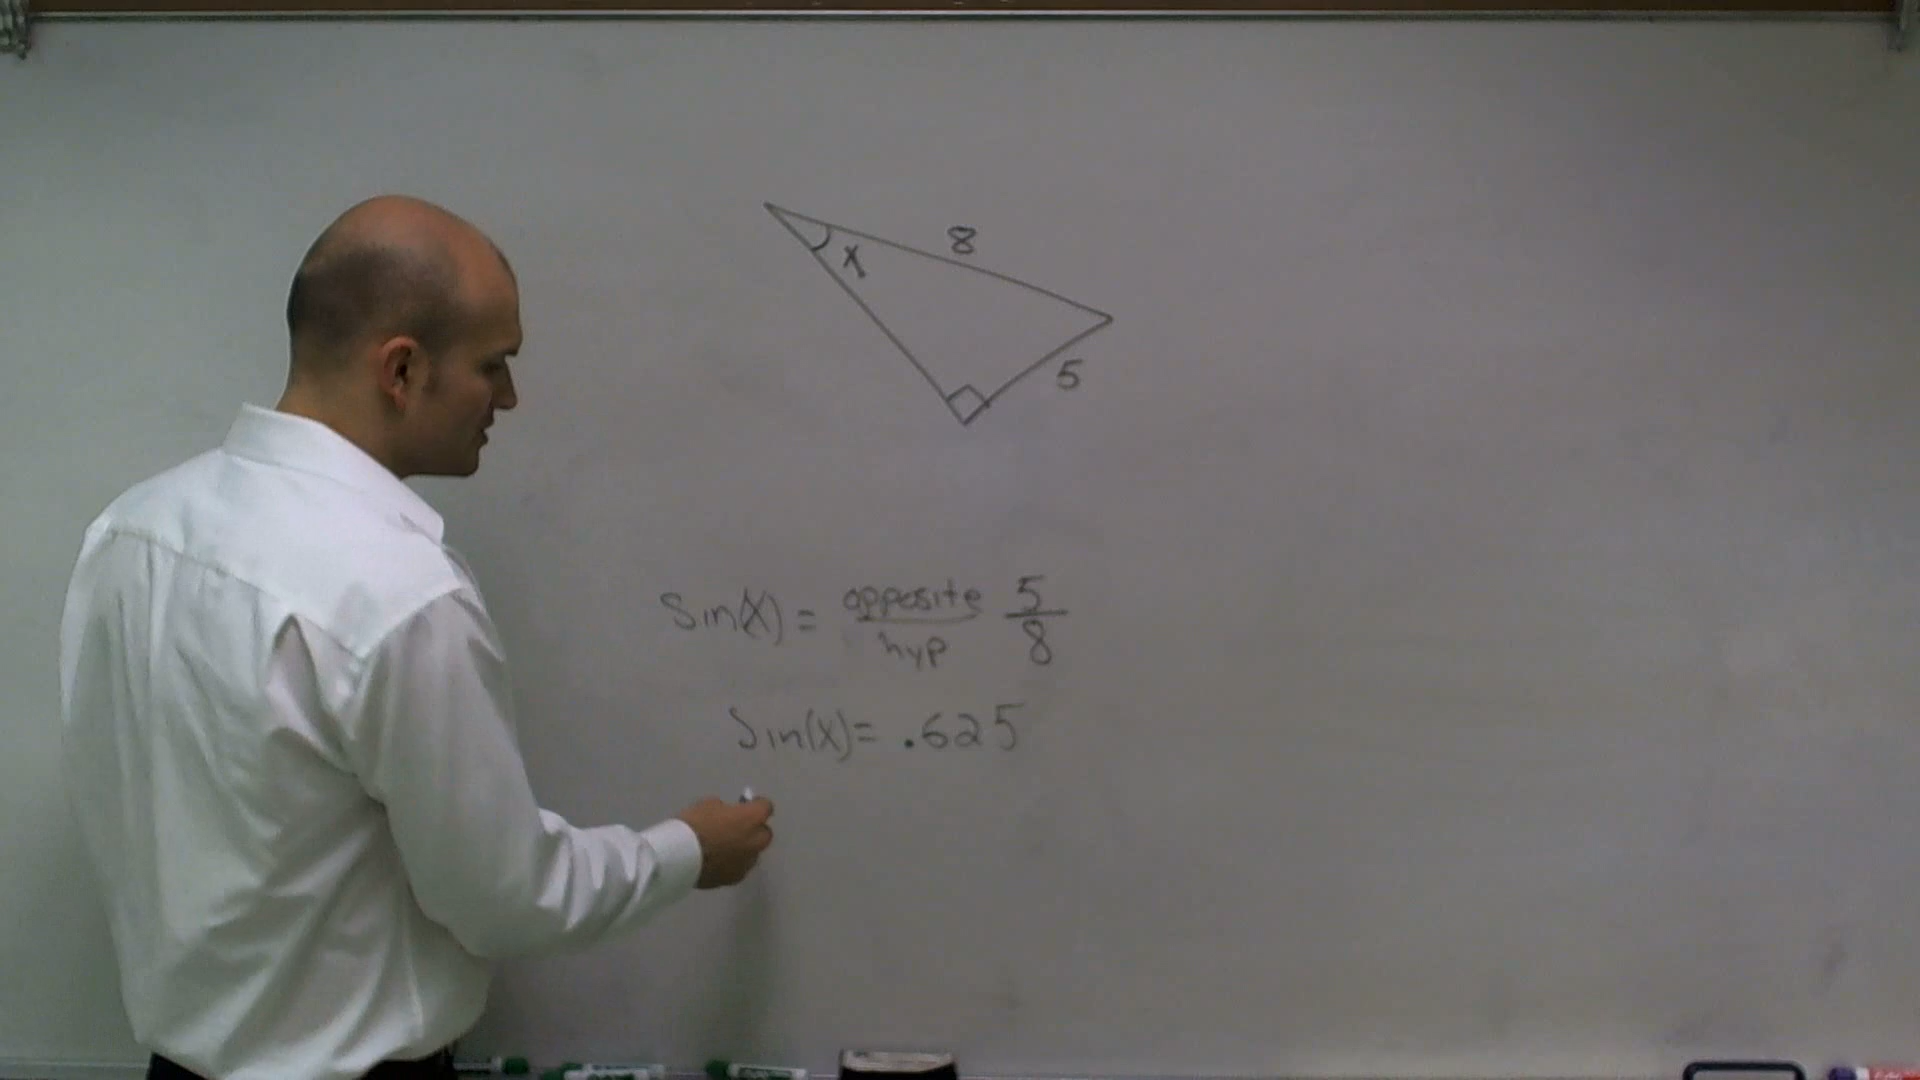 8
x
5
Sin(x) = opposite/hyp 5/8
Sin(x) = .625